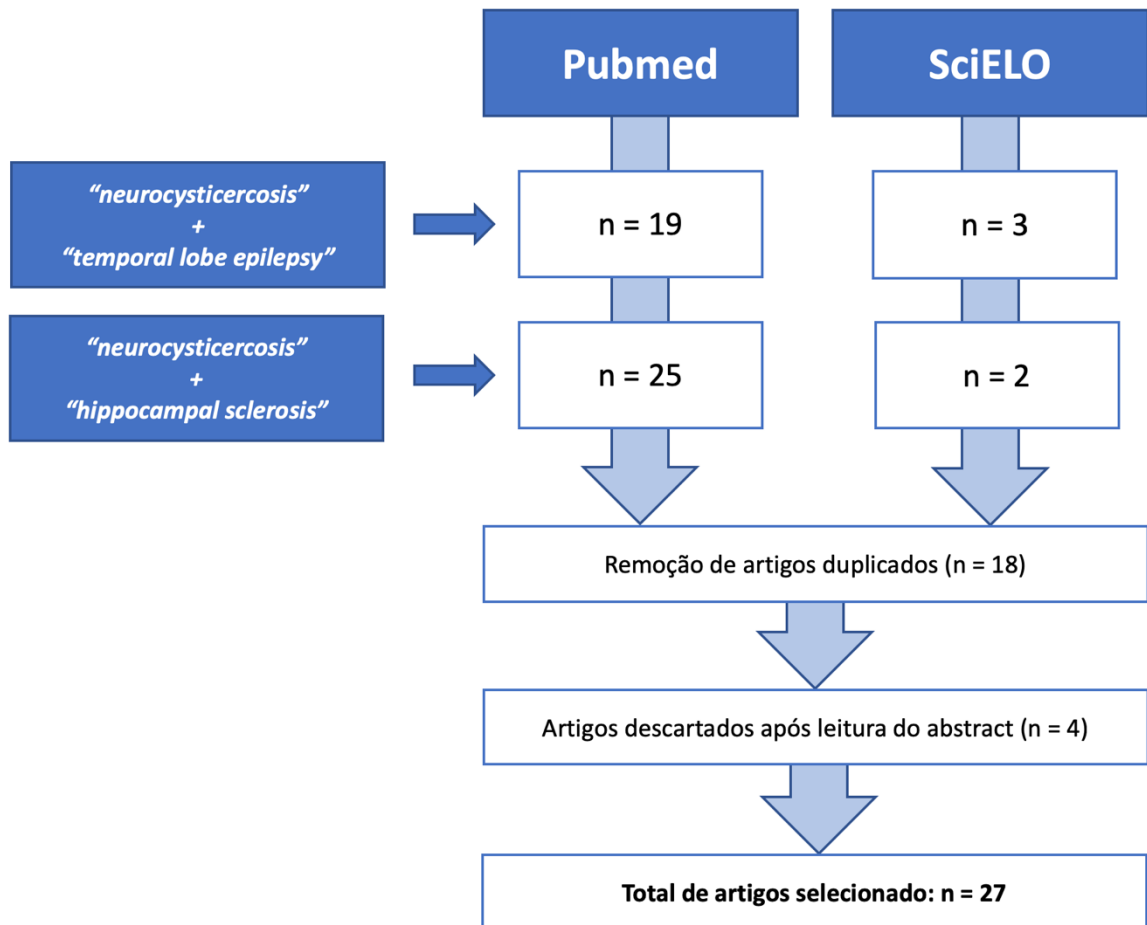 Pubmed
SciELO
“neurocysticercosis”
+
“temporal lobe epilepsy”
n = 19
n = 3
“neurocysticercosis”
+
“hippocampal sclerosis”
n = 25
n = 2
Remoção de artigos duplicados (n = 18)
Artigos descartados após leitura do abstract (n = 4)
Total de artigos selecionado: n = 27